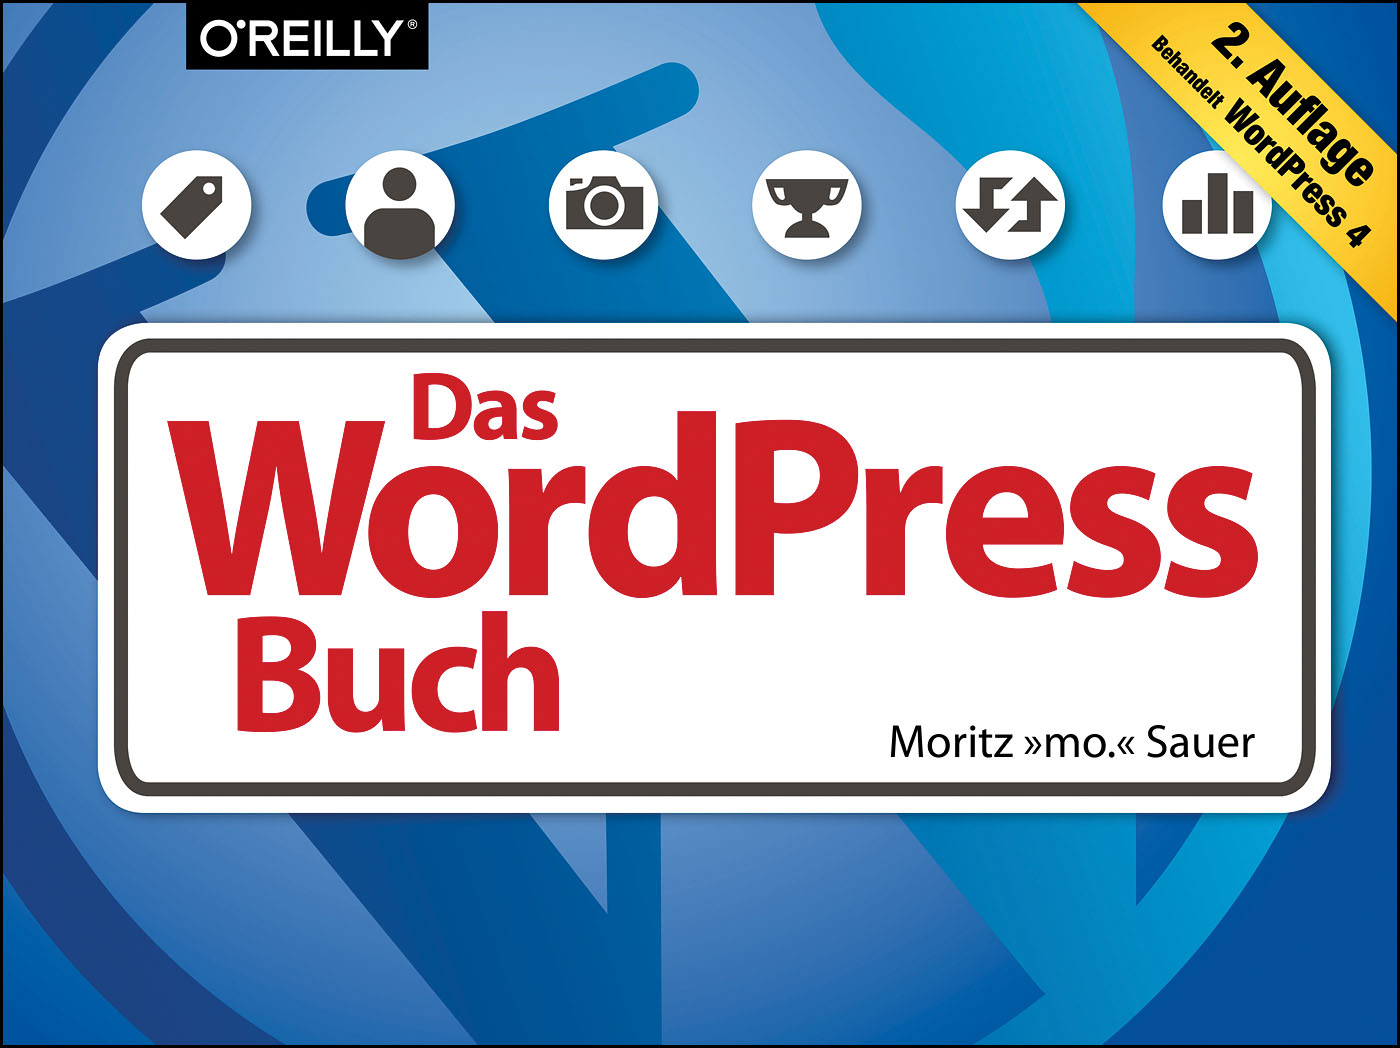 O'REILLY®
2. Auflage
Behandelt WordPress 4
Das
WordPress
Buch
Moritz »mo.« Sauer